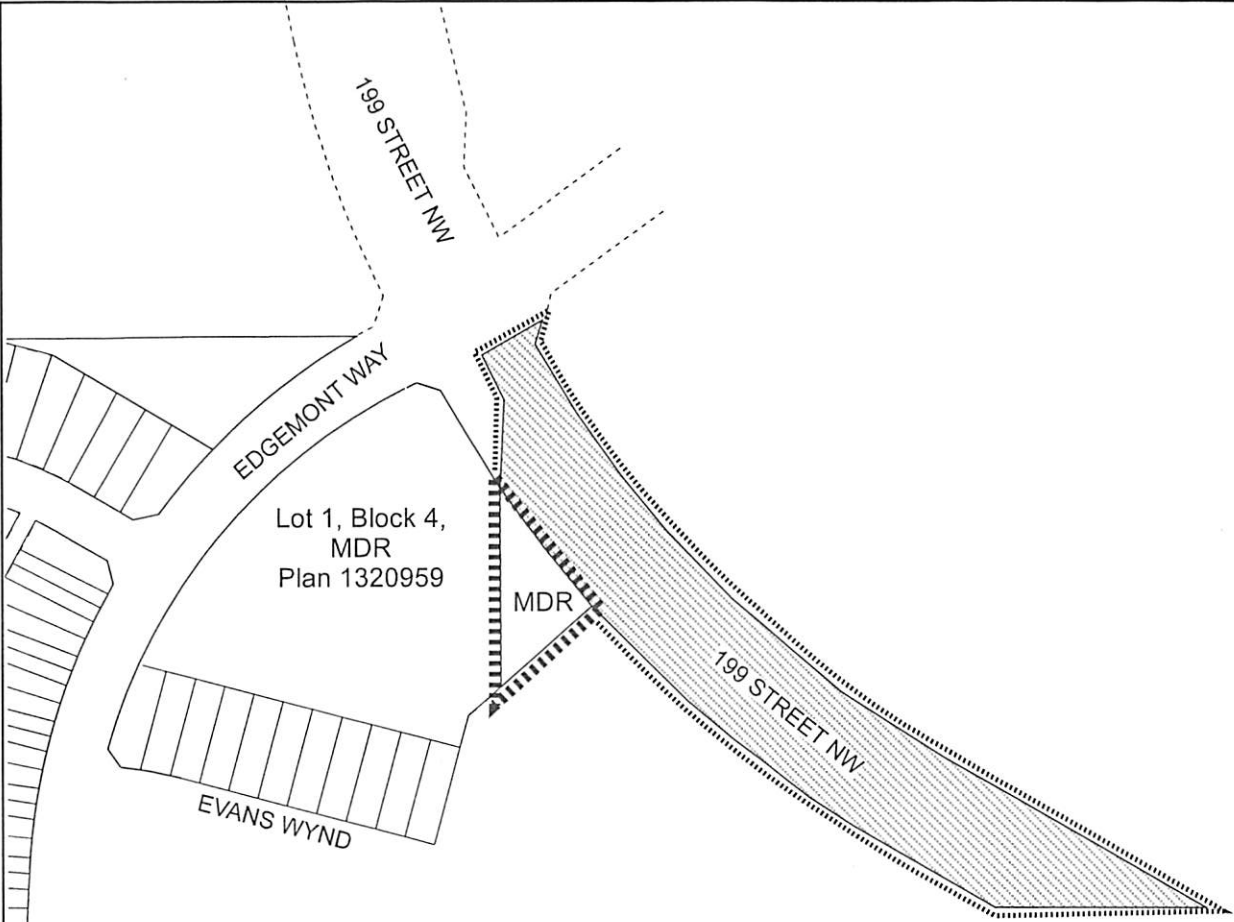 199 STREET NW
EDGEMONT WAY
Lot 1, Block 4,
MDR
Plan 1320959
MDR
199 STREET NW
EVANS WYND